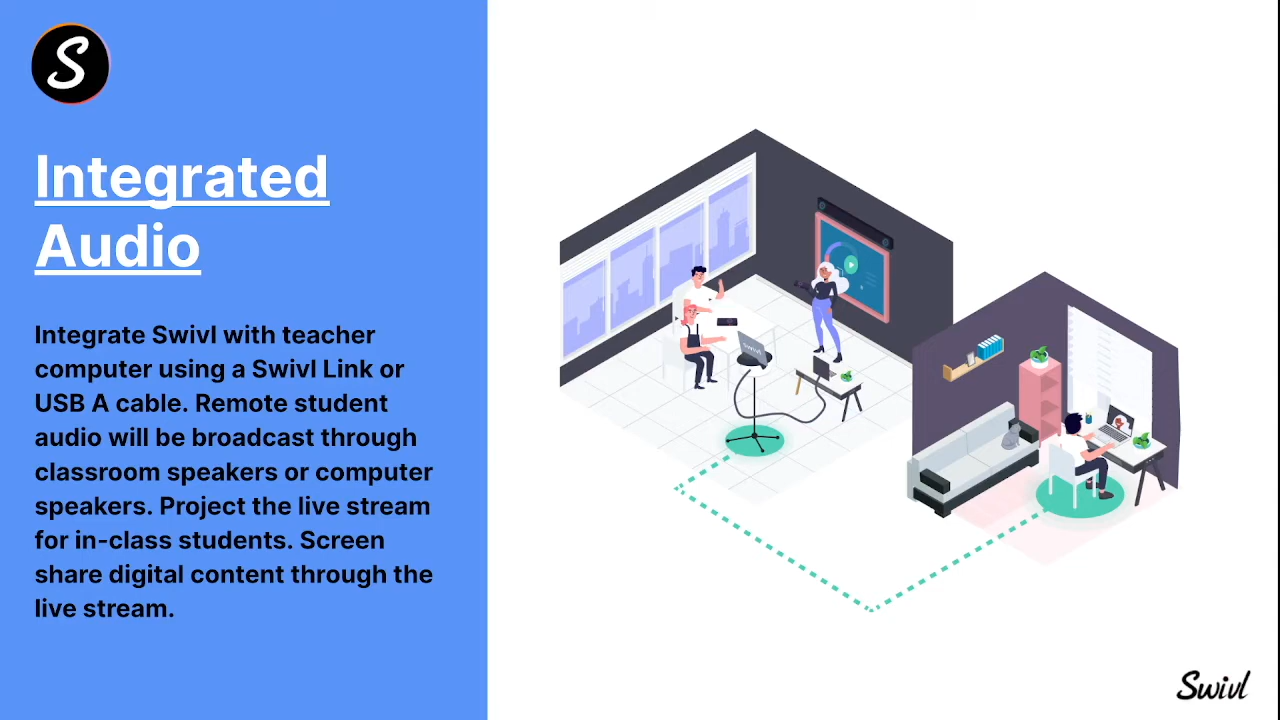 S
Integrated
Audio
Integrate Swivl with teacher
computer using a Swivl Link or
USB A cable. Remote student
audio will be broadcast through
classroom speakers or computer
speakers. Project the live stream
for in-class students. Screen
share digital content through the
live stream.
Swivl
Swivl